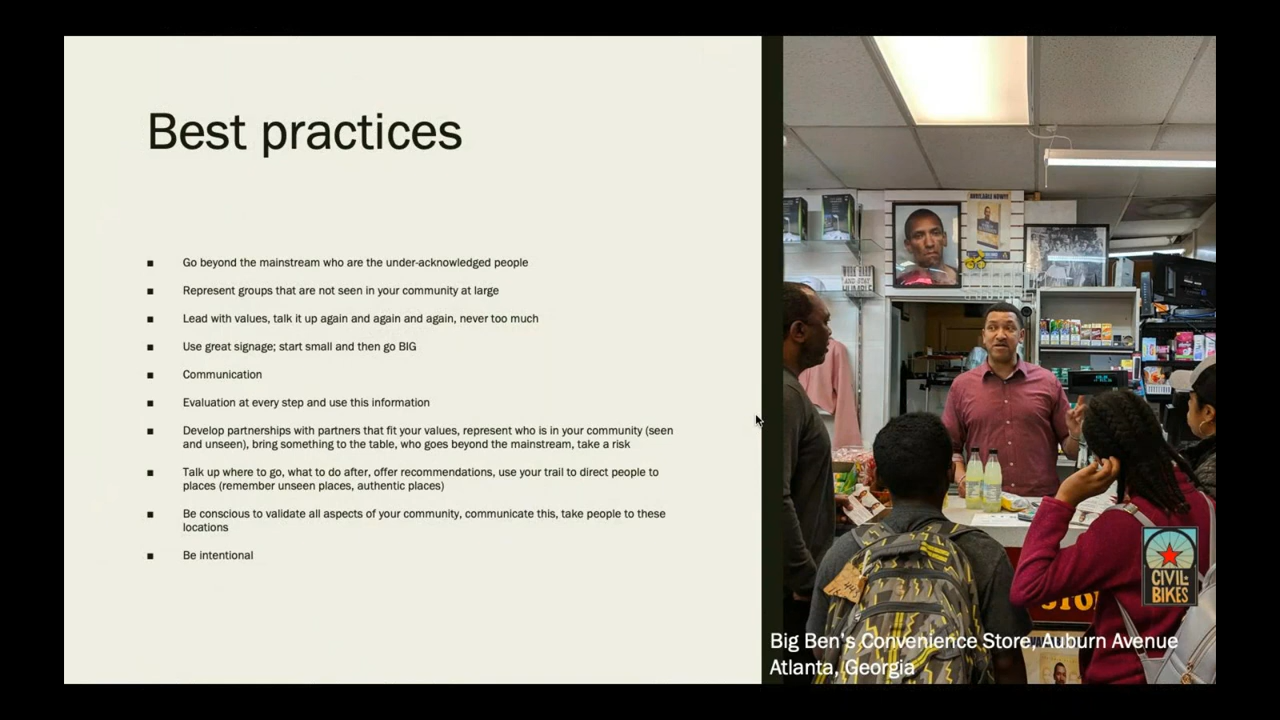 Best practices
Go beyond the mainstream who are the under-acknowledged people
Represent groups that are not seen in your community at large
Lead with values, talk it up again and again and again, never too much
Use great signage; start small and then go BIG
Communication
Evaluation at every step and use this information
Develop partnerships with partners that fit your values, represent who is in your community (seen
and unseen), bring something to the table, who goes beyond the mainstream, take a risk
Talk up where to go, what to do after, offer recommendations, use your trail to direct people to
places (remember unseen places, authentic places)
Be conscious to validate all aspects of your community, communicate this, take people to these
locations
Be intentional
AVAILABLE NOW!!
CIVIL
BIKES
Big Ben's Convenience Store, Auburn Avenue
Atlanta, Georgia